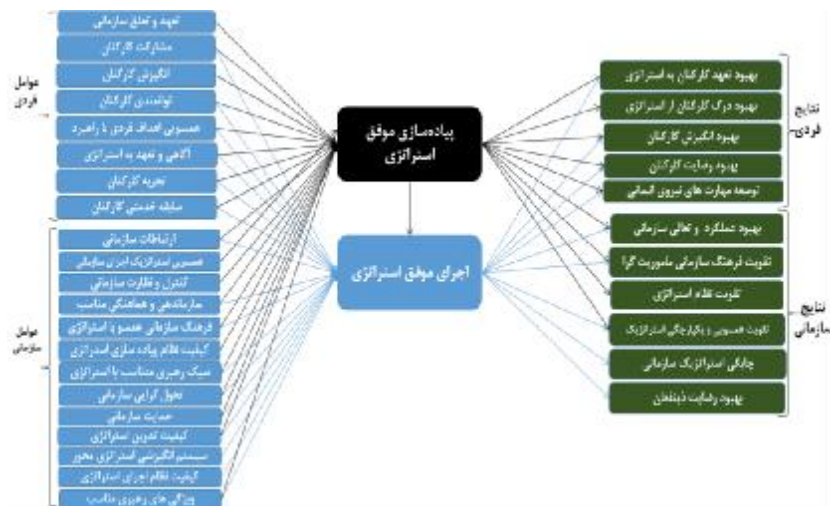 عوامل
فردی
تعهد و تعلق سازمانی
مشارکت کارکنان
انگیزش کارکنان
توانمندی کارکنان
همسویی اهداف فردی با راهبرد
آگاهی و تعهد به استراتژی
تجربه کارکنان
سابقه خدمتی کارکنان
عوامل
سازمانی
ارتباطات سازمانی
همسویی استراتژیک اجزای سازمانی
کنترل و نظارت سازمانی
سازماندهی و هماهنگی مناسب
فرهنگ سازمانی همسو با استراتژی
کیفیت نظام پیاده سازی استراتژی
سبک رهبری متناسب با استراتژی
تحول گرایی سازمانی
حمایت سازمانی
کیفیت تدوین استراتژی
سیستم انگیزشی استراتژی محور
کیفیت نظام اجرای استراتژی
ویژگی های رهبری مناسب
پیاده‌سازی موفق
استراتژی
اجرای موفق استراتژی
نتایج
فردی
بهبود تعهد کارکنان به استراتژی
بهبود درک کارکنان از استراتژی
بهبود انگیزش کارکنان
بهبود رضایت کارکنان
توسعه مهارت های نیروی انسانی
نتایج
سازمانی
بهبود عملکرد و تعالی سازمانی
تقویت فرهنگ سازمانی ماموریت گرا
تقویت نظام استراتژی
تقویت همسویی و یکپارچگی استراتژیک
چابکی استراتژیک سازمانی
بهبود رضایت ذینفعان